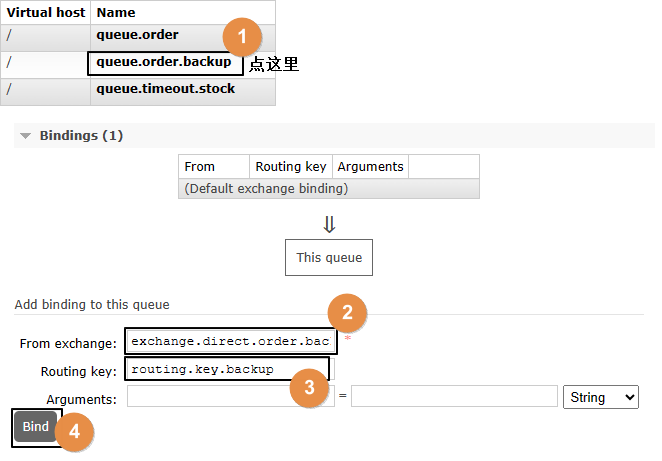 Virtual host Name
/ queue.order 1
/ queue.order.backup 点这里
/ queue.timeout.stock
Bindings (1)
From Routing key Arguments
(Default exchange binding)
⇓
This queue
Add binding to this queue
2
From exchange: exchange.direct.order.bac *
Routing key: routing.key.backup
3
Arguments: = String
Bind 4